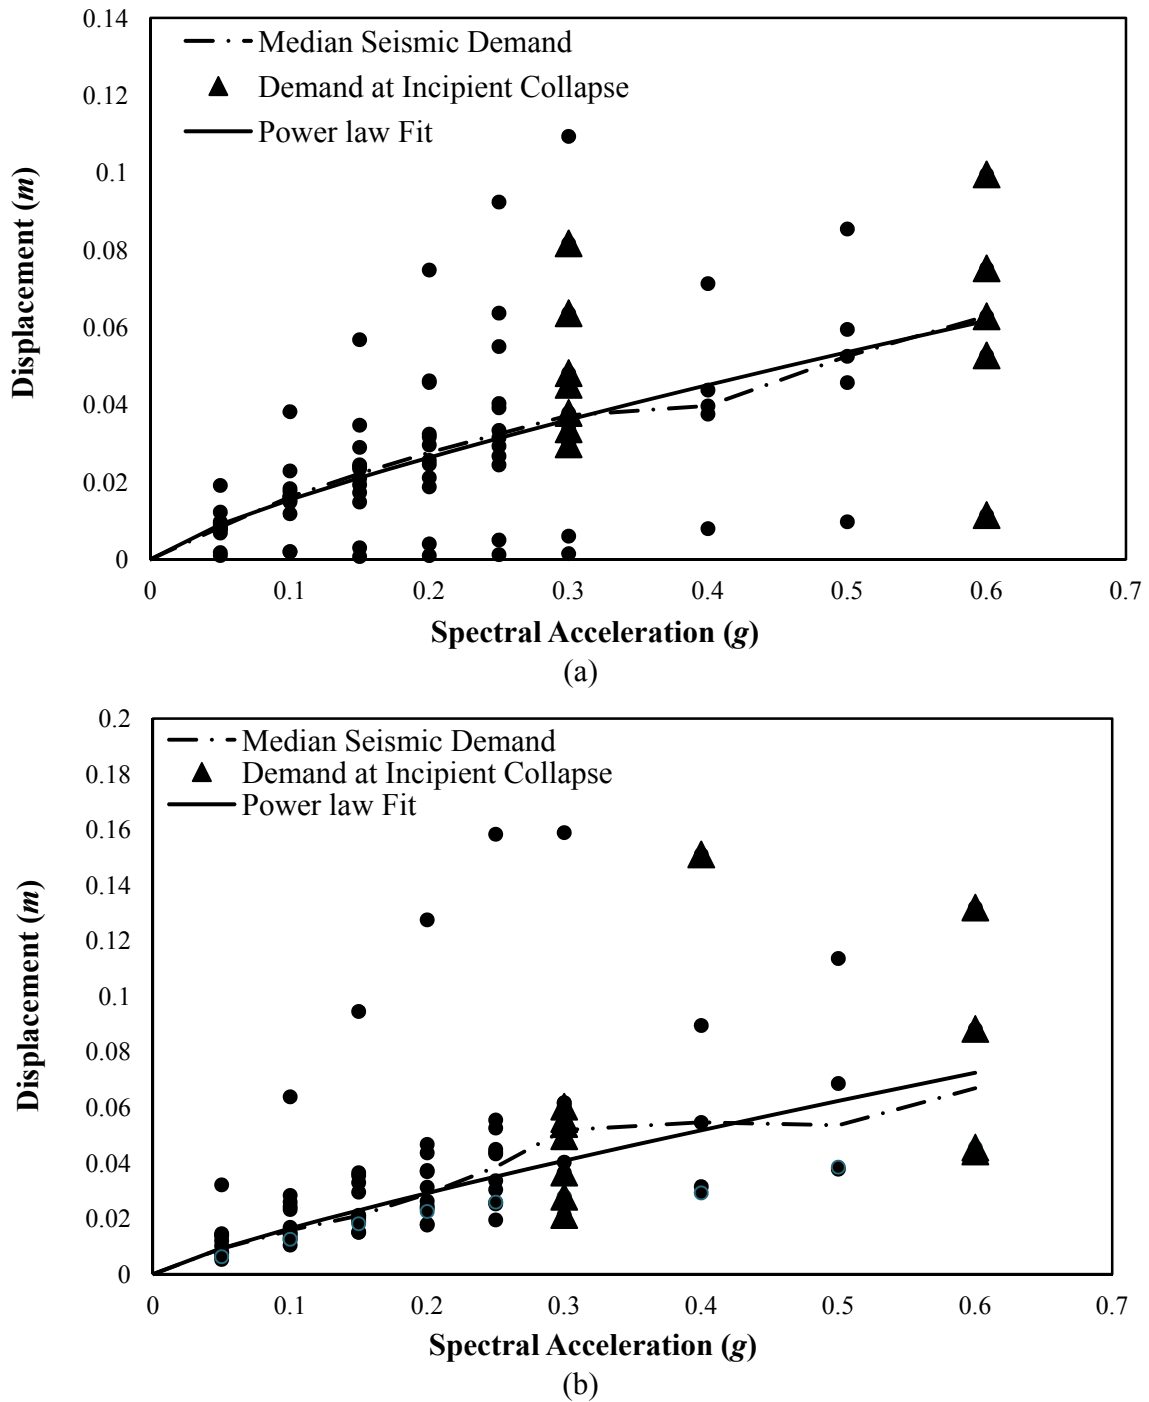 0.14
Median Seismic Demand
0.12
Demand at Incipient Collapse
Power law Fit
0.1
0.08
0.06
0.04
0.02
0
Displacement (m)
0 0.1 0.2 0.3 0.4 0.5 0.6 0.7
Spectral Acceleration (g)
(a)
0.2
Median Seismic Demand
0.18
Demand at Incipient Collapse
Power law Fit
0.16
0.14
0.12
0.1
0.08
0.06
0.04
0.02
0
Displacement (m)
0 0.1 0.2 0.3 0.4 0.5 0.6 0.7
Spectral Acceleration (g)
(b)